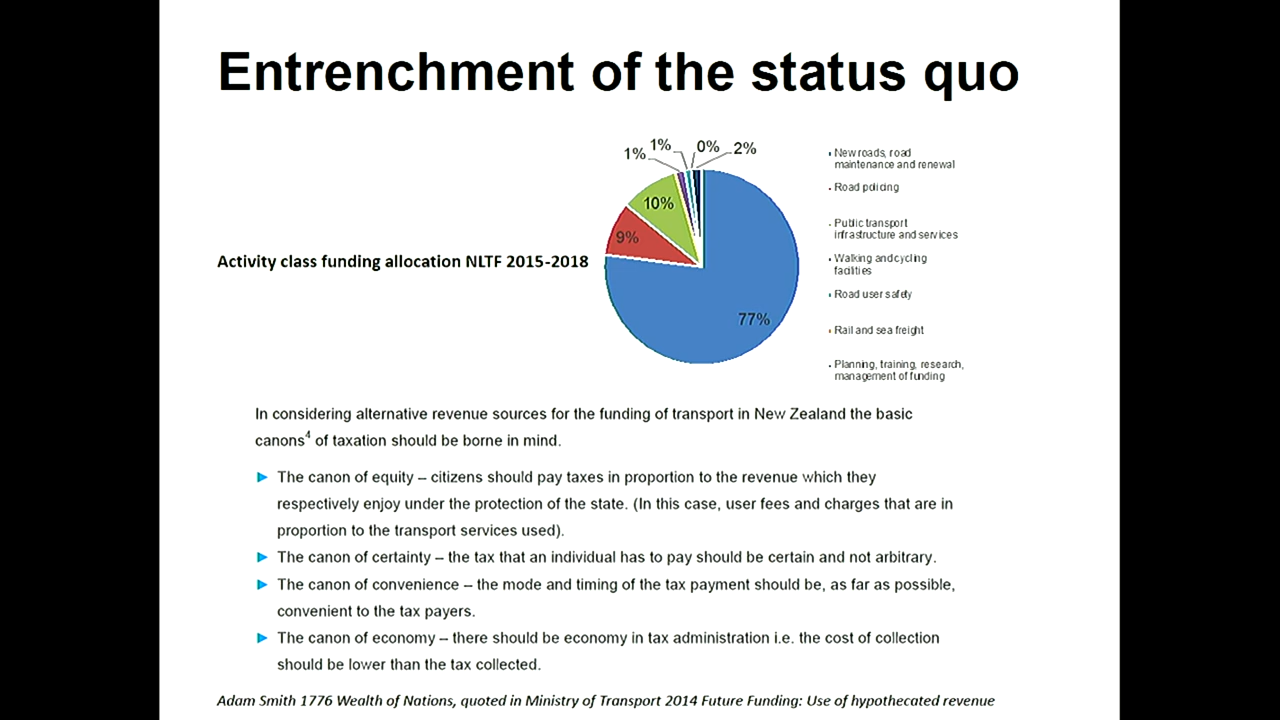 Entrenchment of the status quo
1%
1%
0%
2%
10%
9%
77%
Activity class funding allocation NLTF 2015-2018
New roads, road
maintenance and renewal
Road policing
Public transport
infrastructure and services
Walking and cycling
facilities
Road user safety
Rail and sea freight
Planning, training, research,
management of funding
In considering alternative revenue sources for the funding of transport in New Zealand the basic
canons4 of taxation should be borne in mind.
The canon of equity – citizens should pay taxes in proportion to the revenue which they
respectively enjoy under the protection of the state. (In this case, user fees and charges that are in
proportion to the transport services used).
The canon of certainty – the tax that an individual has to pay should be certain and not arbitrary.
The canon of convenience – the mode and timing of the tax payment should be, as far as possible,
convenient to the tax payers.
The canon of economy – there should be economy in tax administration i.e. the cost of collection
should be lower than the tax collected.
Adam Smith 1776 Wealth of Nations, quoted in Ministry of Transport 2014 Future Funding: Use of hypothecated revenue